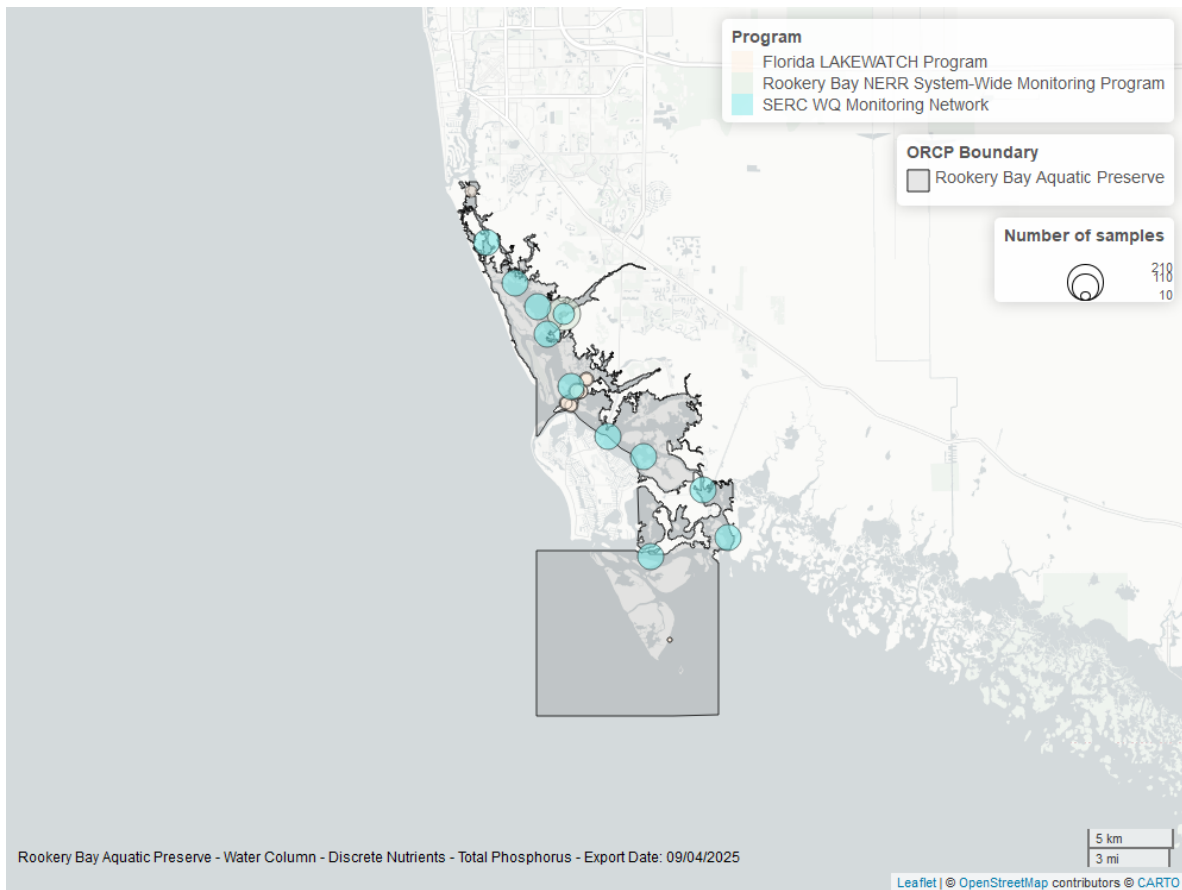 Program
Florida LAKEWATCH Program
Rookery Bay NERR System-Wide Monitoring Program
SERC WQ Monitoring Network
ORCP Boundary
Rookery Bay Aquatic Preserve
Number of samples
210
110
10
5 km
3 mi
Rookery Bay Aquatic Preserve - Water Column - Discrete Nutrients - Total Phosphorus - Export Date: 09/04/2025
Leaflet | © OpenStreetMap contributors © CARTO